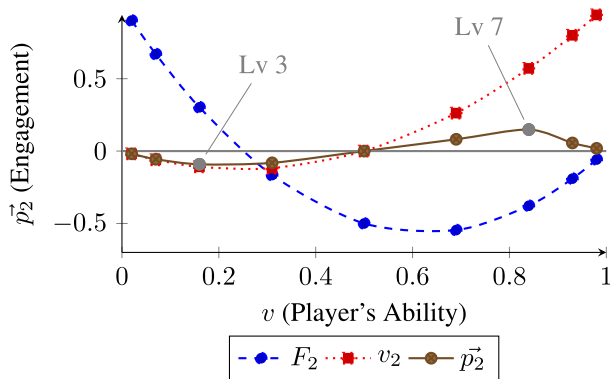 Lv 7
Lv 3
0.5
0
−0.5
p⃗₂ (Engagement)
0 0.2 0.4 0.6 0.8 1
v (Player's Ability)
F₂ v₂ p⃗₂